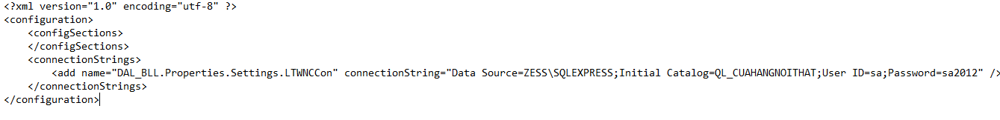 <?xml version="1.0" encoding="utf-8" ?>
<configuration>
    <configSections>
    </configSections>
    <connectionStrings>
        <add name="DAL_BLL.Properties.Settings.LTWNCCon" connectionString="Data Source=ZESS\SQLEXPRESS;Initial Catalog=QL_CUAHANGNOITHAT;User ID=sa;Password=sa2012" />
    </connectionStrings>
</configuration>